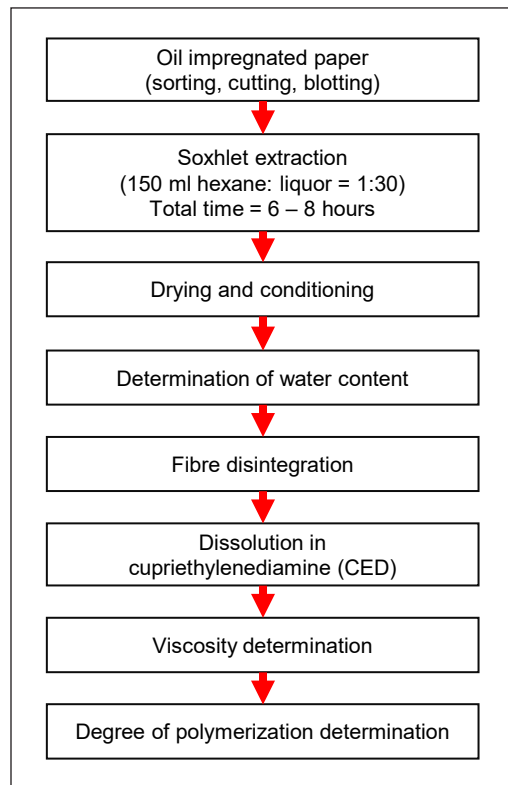 Oil impregnated paper
(sorting, cutting, blotting)
Soxhlet extraction
(150 ml hexane: liquor = 1:30)
Total time = 6 – 8 hours
Drying and conditioning
Determination of water content
Fibre disintegration
Dissolution in
cupriethylenediamine (CED)
Viscosity determination
Degree of polymerization determination